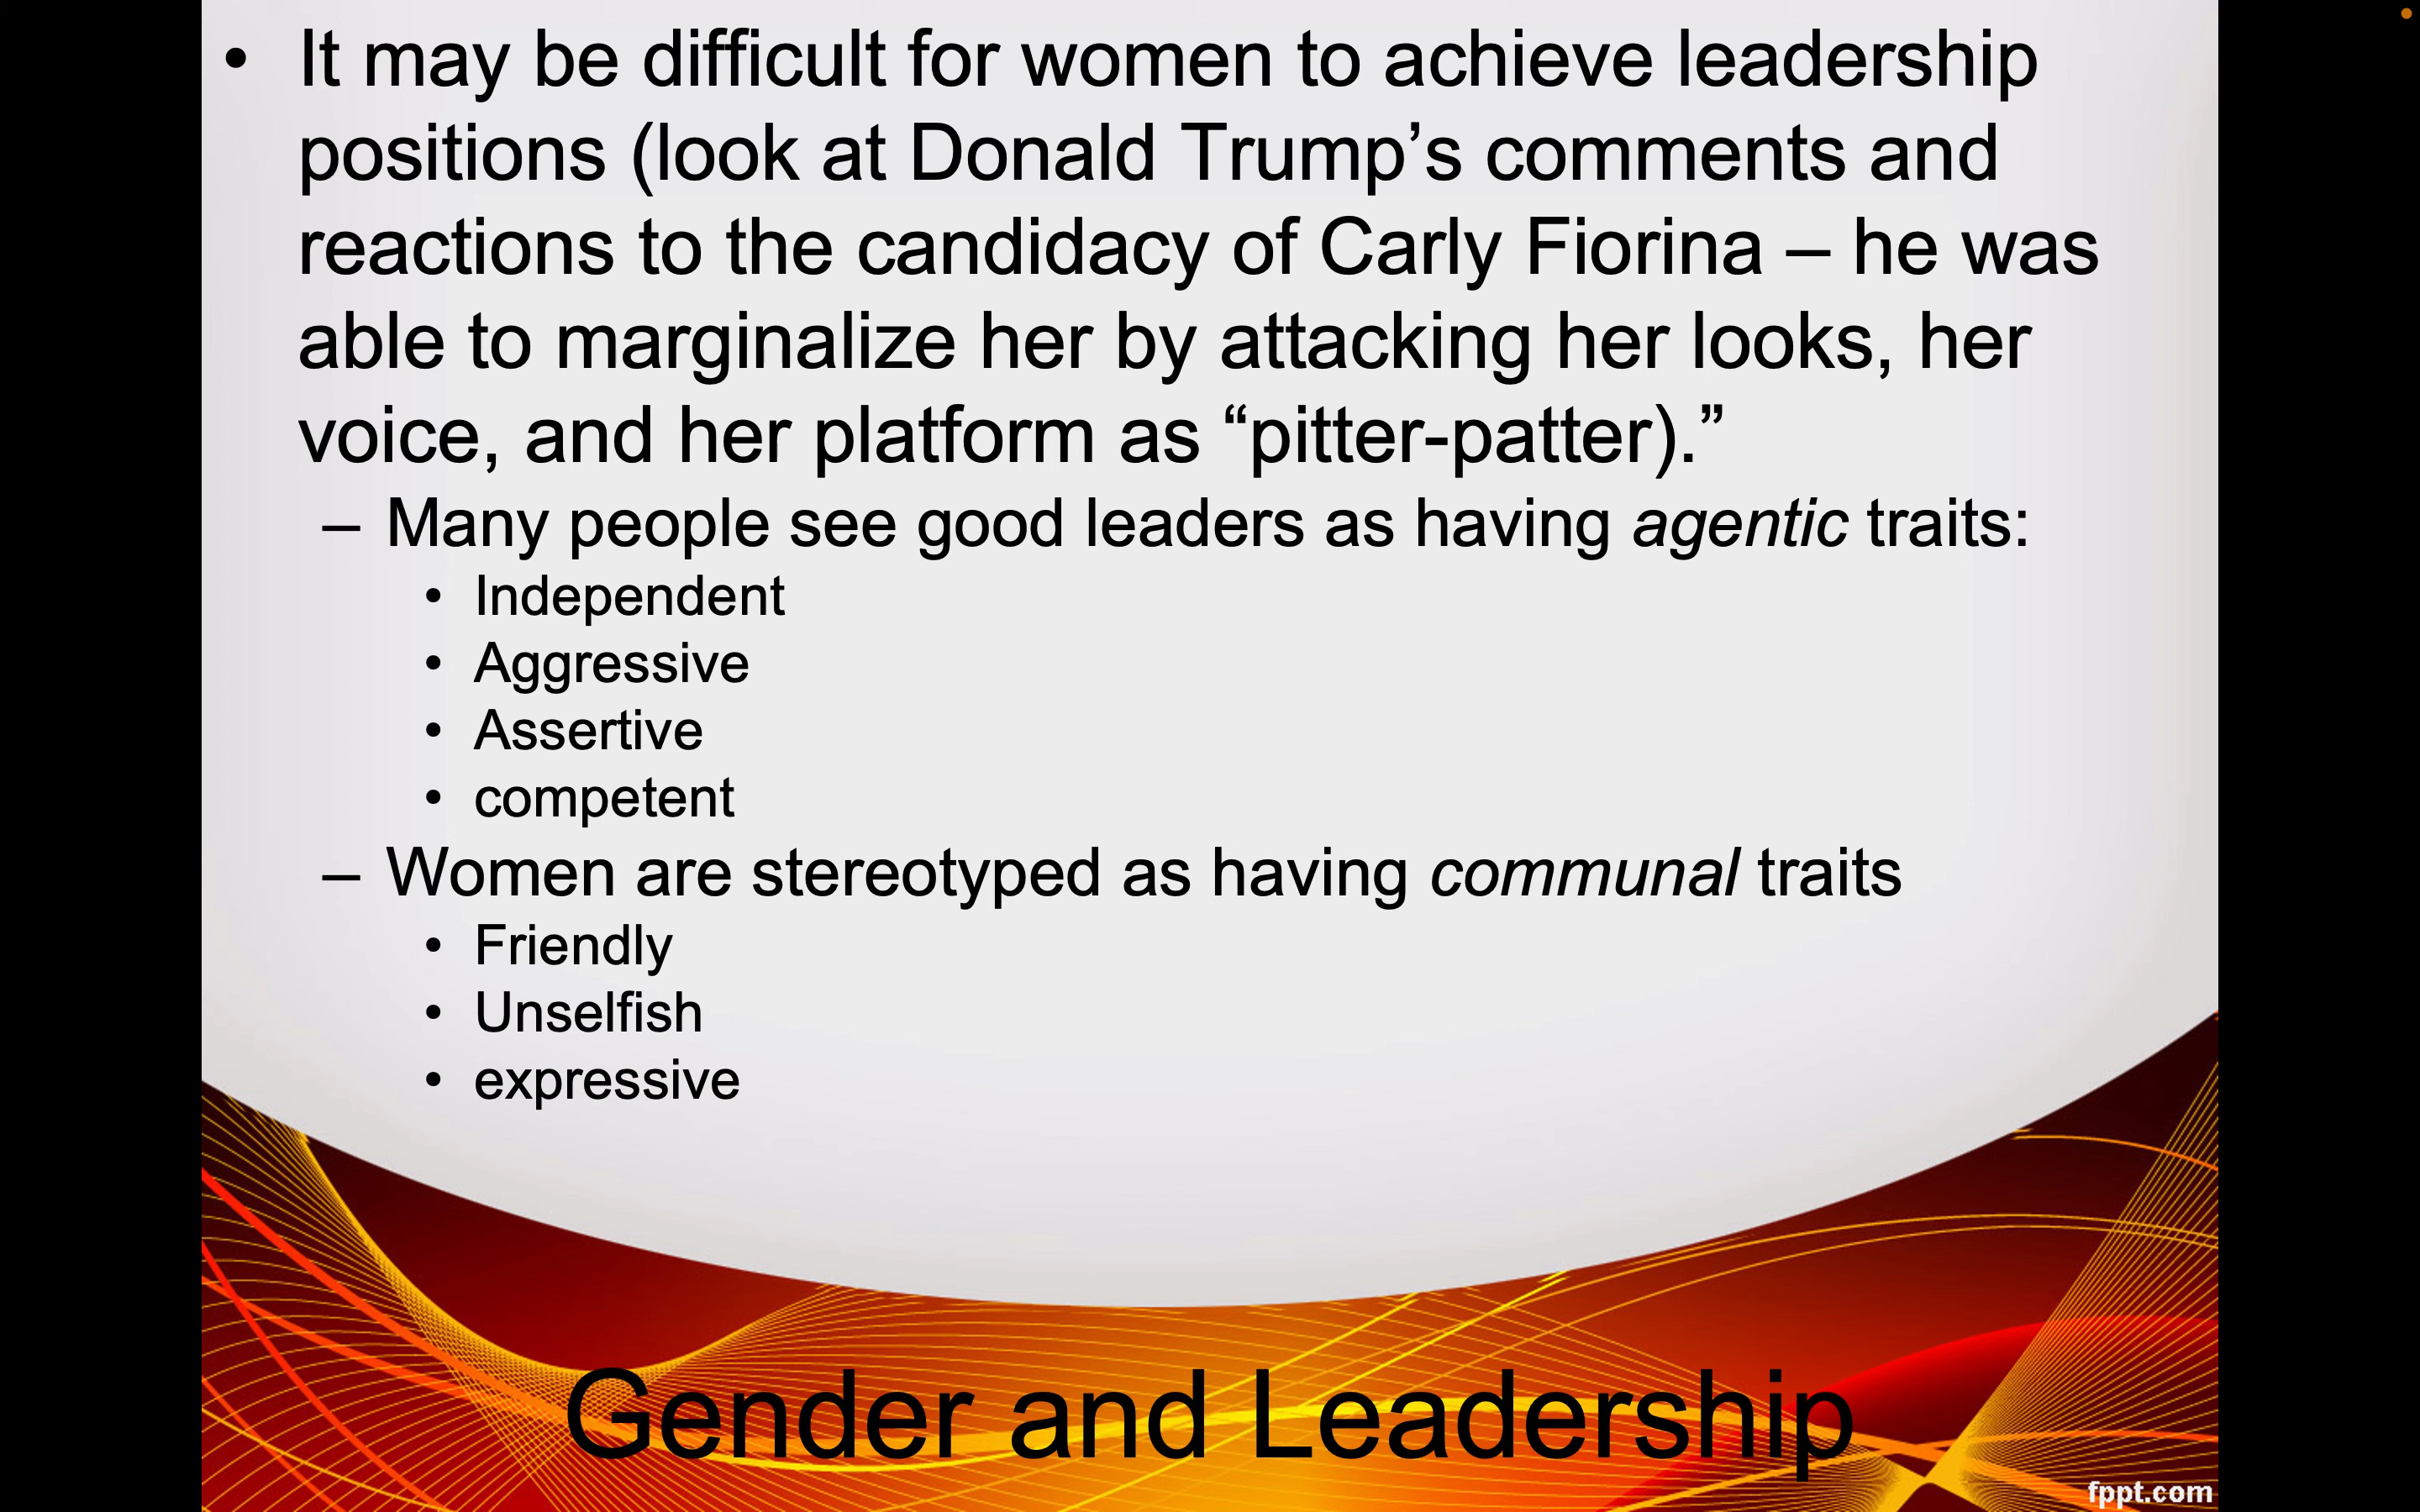 • It may be difficult for women to achieve leadership
positions (look at Donald Trump’s comments and
reactions to the candidacy of Carly Fiorina – he was
able to marginalize her by attacking her looks, her
voice, and her platform as “pitter-patter).”
– Many people see good leaders as having agentic traits:
• Independent
• Aggressive
• Assertive
• competent
– Women are stereotyped as having communal traits
• Friendly
• Unselfish
• expressive
Gender and Leadership
fppt.com